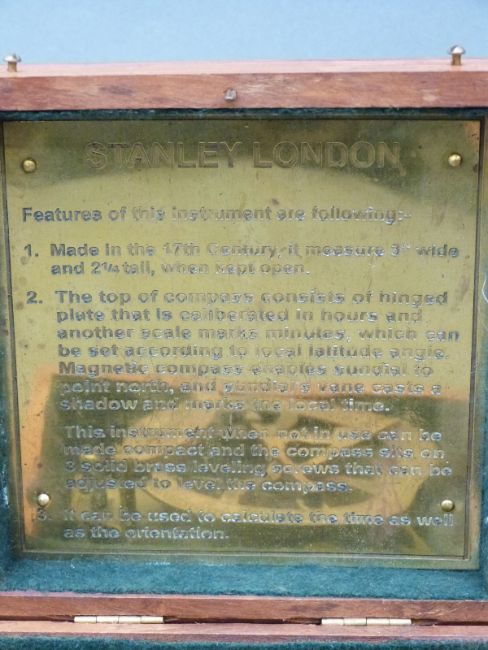 STANLEY LONDON
Features of this instrument are following:-
1. Made in the 17th Century, it measure 3" wide
and 2¼ tall, when kept open.
2. The top of compass consists of hinged
plate that is caliberated in hours and
another scale marks minutes, which can
be set according to local latitude angle.
Magnetic compass enables sundial to
point north, and sundial's vane casts a
shadow and marks the local time.
This instrument when not in use can be
made compact and the compass sits on
3 solid brass leveling screws that can be
adjusted to level the compass.
3. It can be used to calculate the time as well
as the orientation.